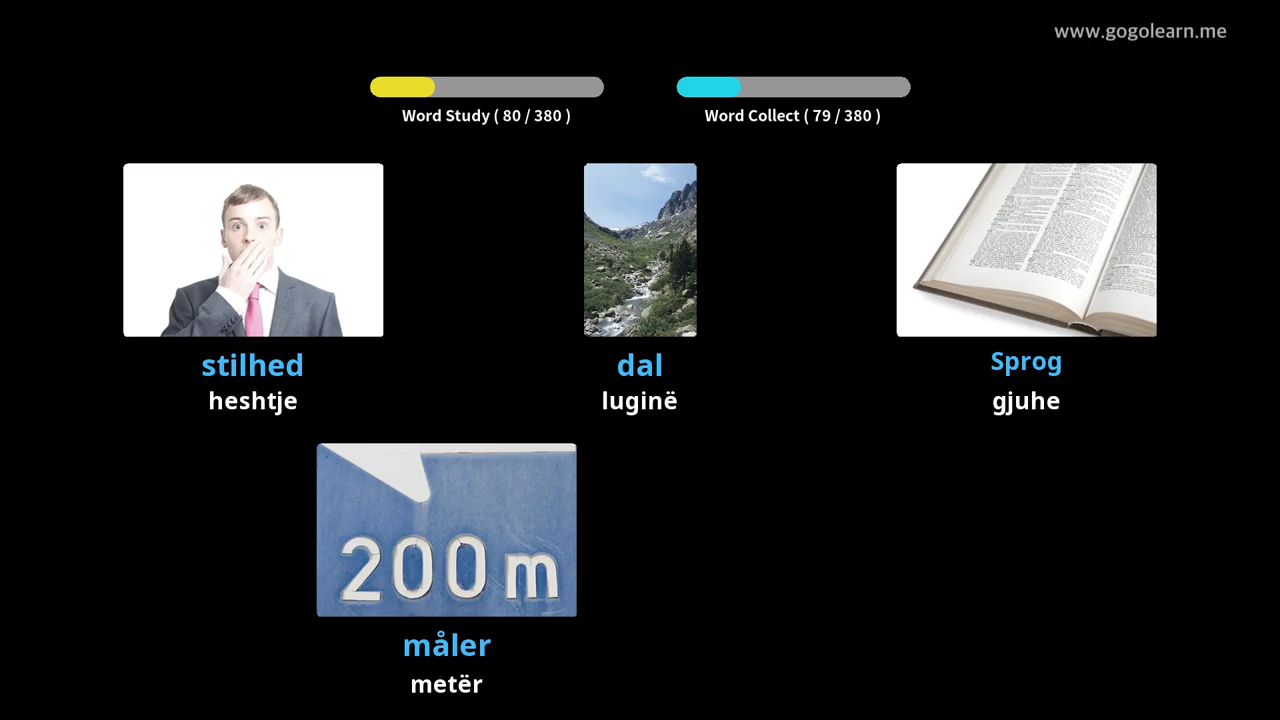 www.gogolearn.me
Word Study ( 80 / 380 )
Word Collect ( 79 / 380 )
stilhed
heshtje
dal
luginë
Sprog
gjuhe
200 m
måler
metër